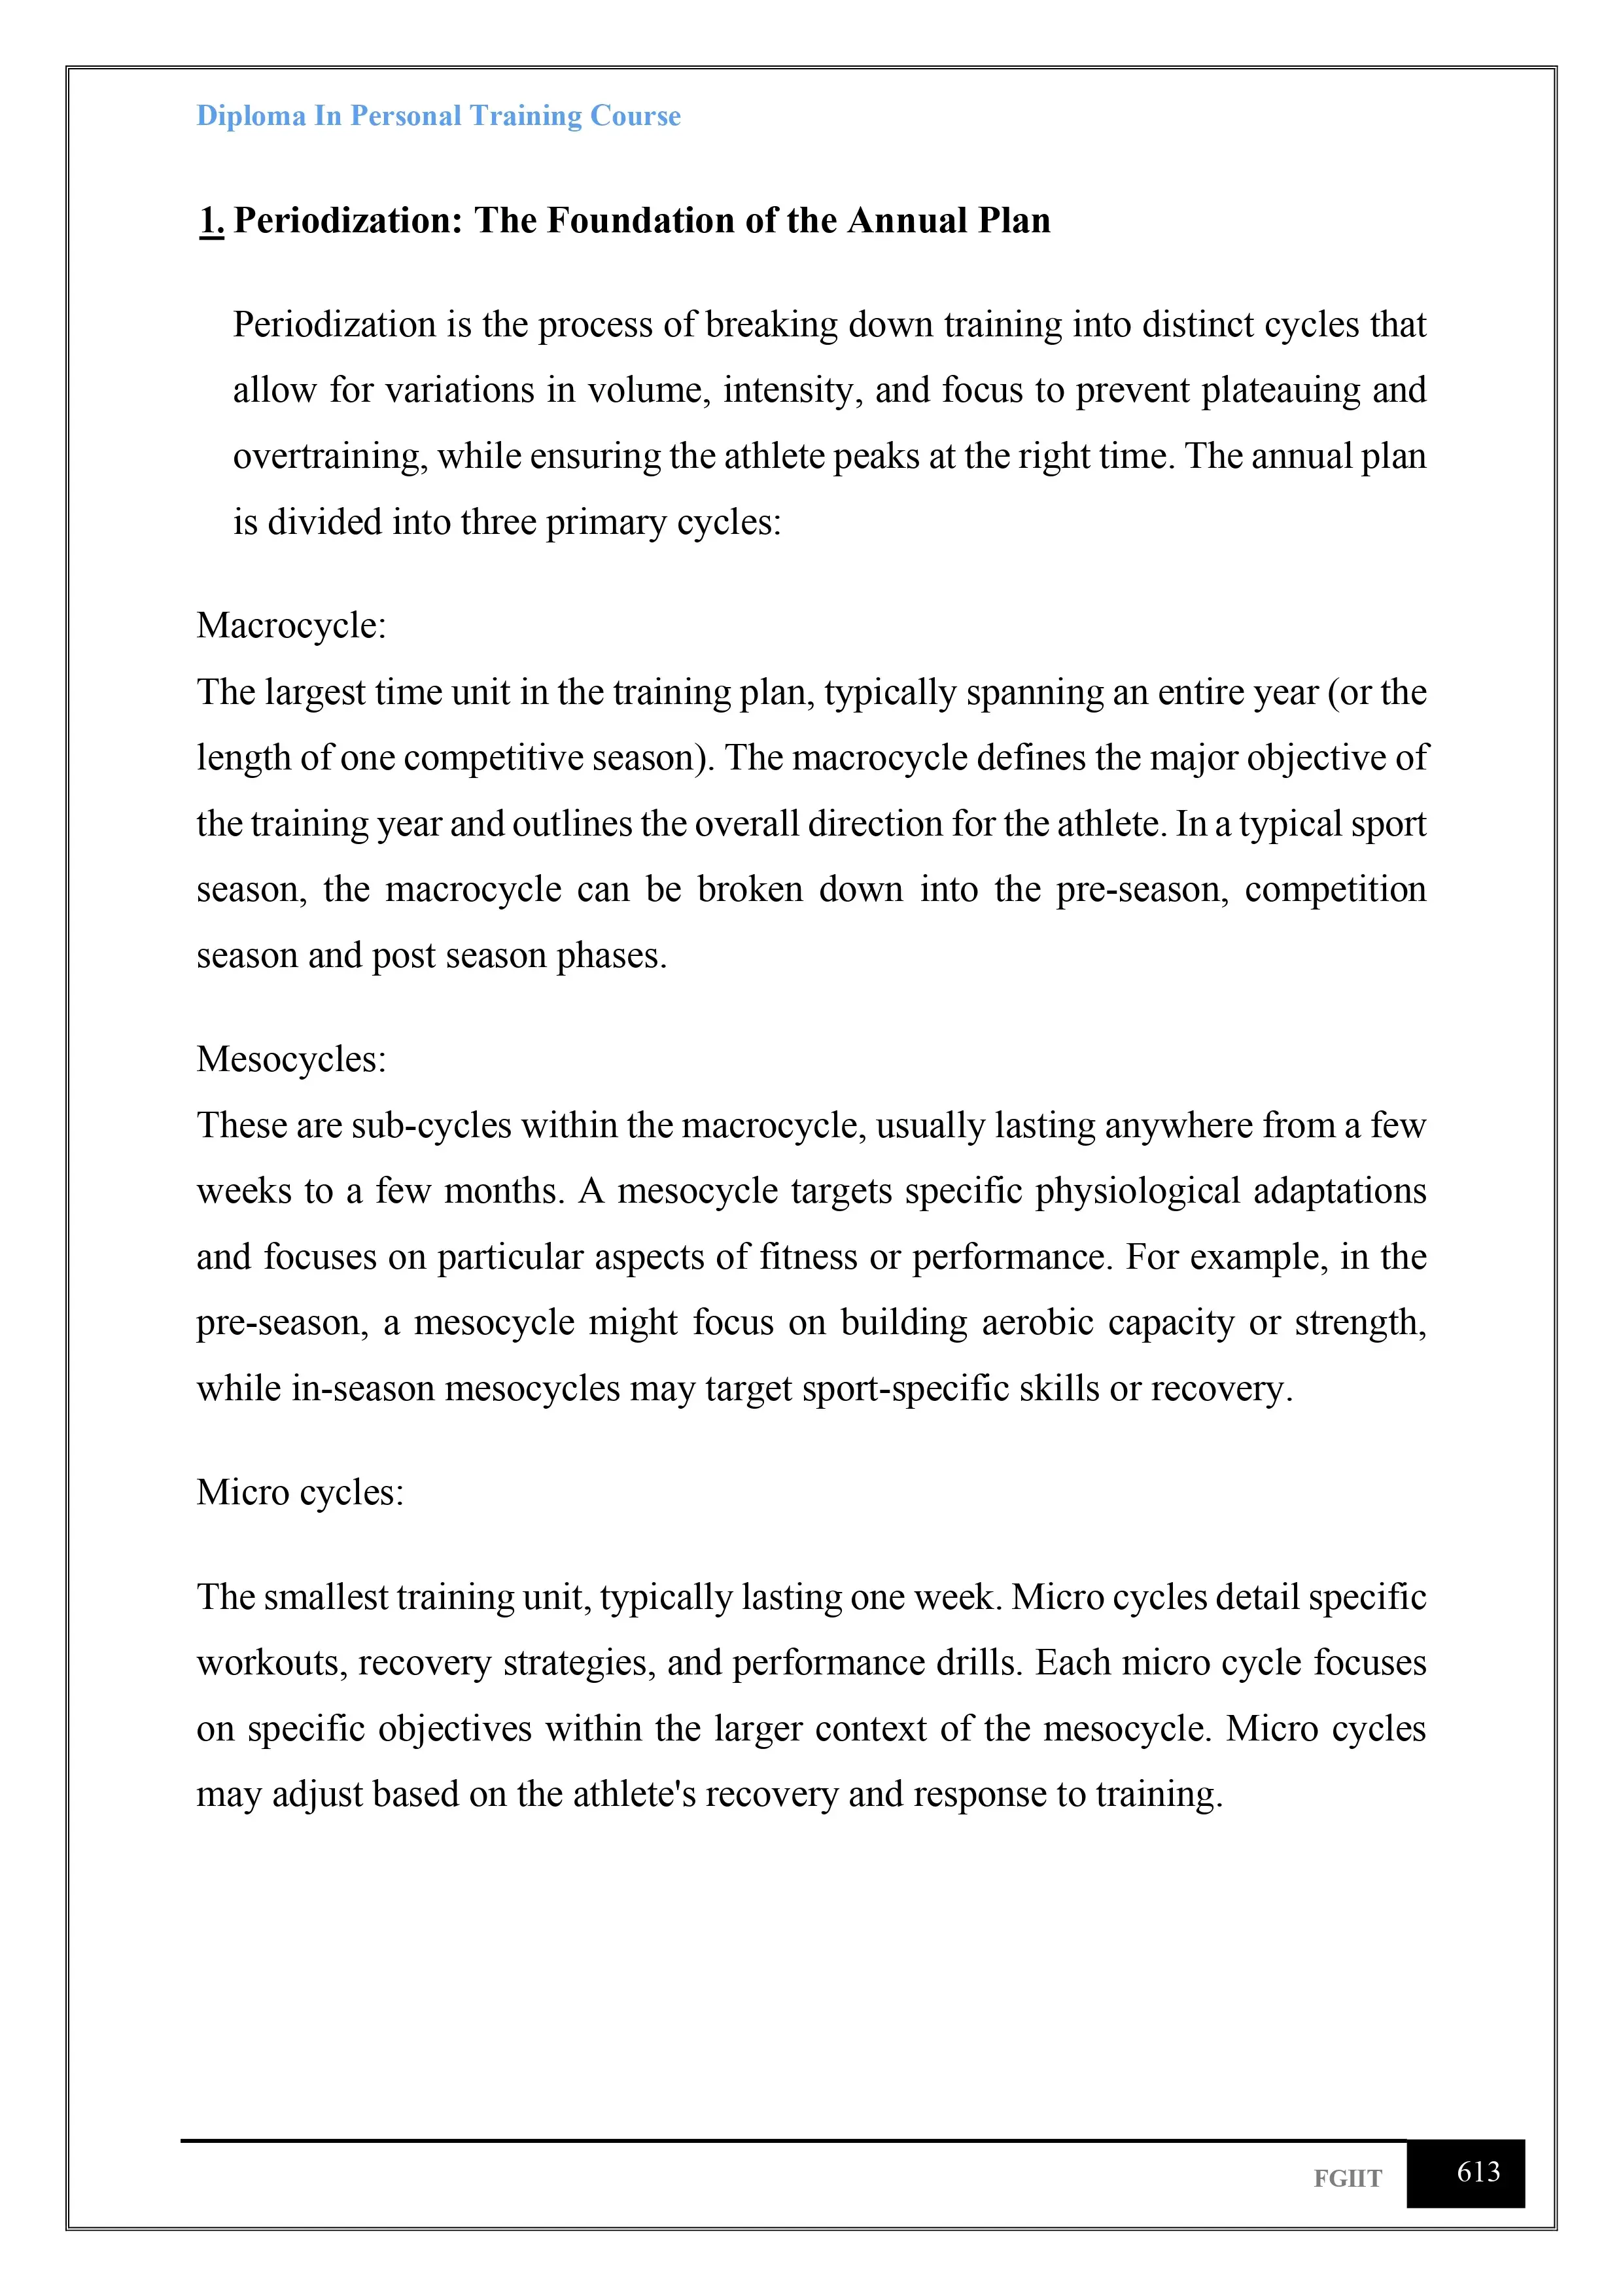 Diploma In Personal Training Course
1. Periodization: The Foundation of the Annual Plan
Periodization is the process of breaking down training into distinct cycles that
allow for variations in volume, intensity, and focus to prevent plateauing and
overtraining, while ensuring the athlete peaks at the right time. The annual plan
is divided into three primary cycles:
Macrocycle:
The largest time unit in the training plan, typically spanning an entire year (or the
length of one competitive season). The macrocycle defines the major objective of
the training year and outlines the overall direction for the athlete. In a typical sport
season, the macrocycle can be broken down into the pre-season, competition
season and post season phases.
Mesocycles:
These are sub-cycles within the macrocycle, usually lasting anywhere from a few
weeks to a few months. A mesocycle targets specific physiological adaptations
and focuses on particular aspects of fitness or performance. For example, in the
pre-season, a mesocycle might focus on building aerobic capacity or strength,
while in-season mesocycles may target sport-specific skills or recovery.
Micro cycles:
The smallest training unit, typically lasting one week. Micro cycles detail specific
workouts, recovery strategies, and performance drills. Each micro cycle focuses
on specific objectives within the larger context of the mesocycle. Micro cycles
may adjust based on the athlete's recovery and response to training.
FGIIT 613